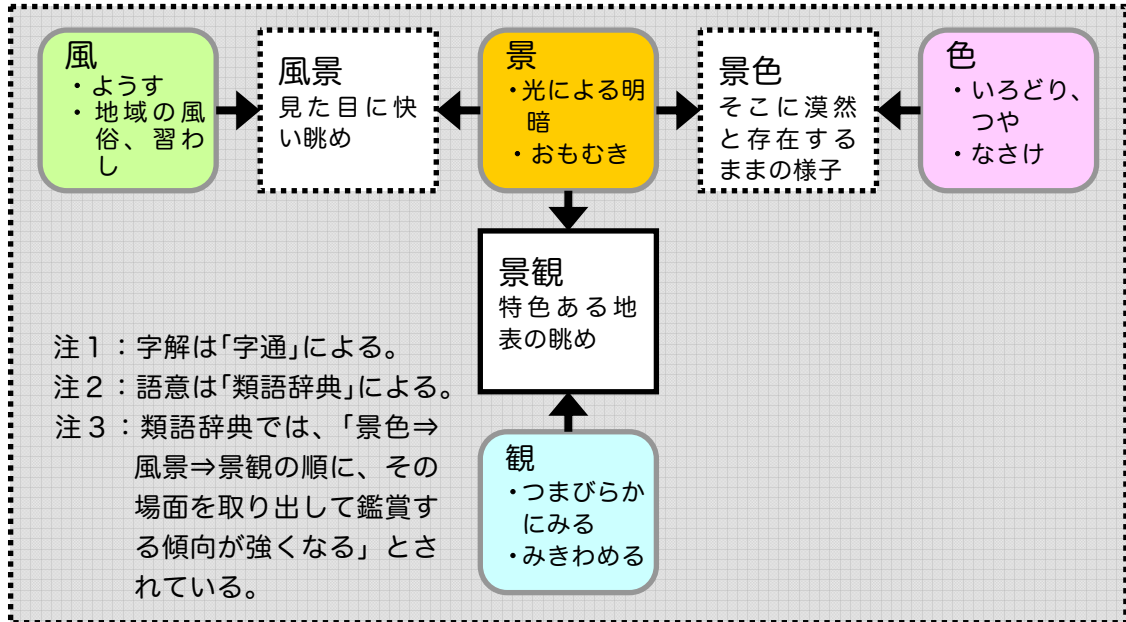 風
・ようす
・地域の風
俗、習わ
し
風景
見た目に快
い眺め
景
・光による明
暗
・おもむき
景色
そこに漠然
と存在する
ままの様子
色
・いろどり、
つや
・なさけ
景観
特色ある地
表の眺め
注1：字解は「字通」による。
注2：語意は「類語辞典」による。
注3：類語辞典では、「景色⇒
風景⇒景観の順に、その
場面を取り出して鑑賞す
る傾向が強くなる」とさ
れている。
観
・つまびらか
にみる
・みきわめる